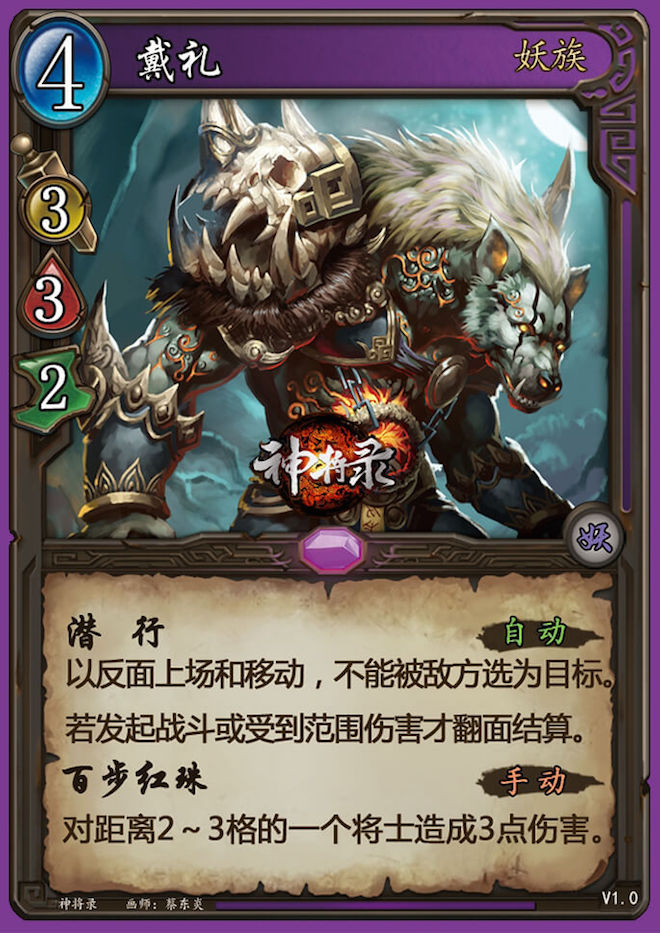 4
戴礼
妖族
3
3
2
神将录
妖
潜行
自动
以反面上场和移动，不能被敌方选为目标。
若发起战斗或受到范围伤害才翻面结算。
百步红珠
手动
对距离2～3格的一个将士造成3点伤害。
神将录 画师：蔡东炎
V1.0